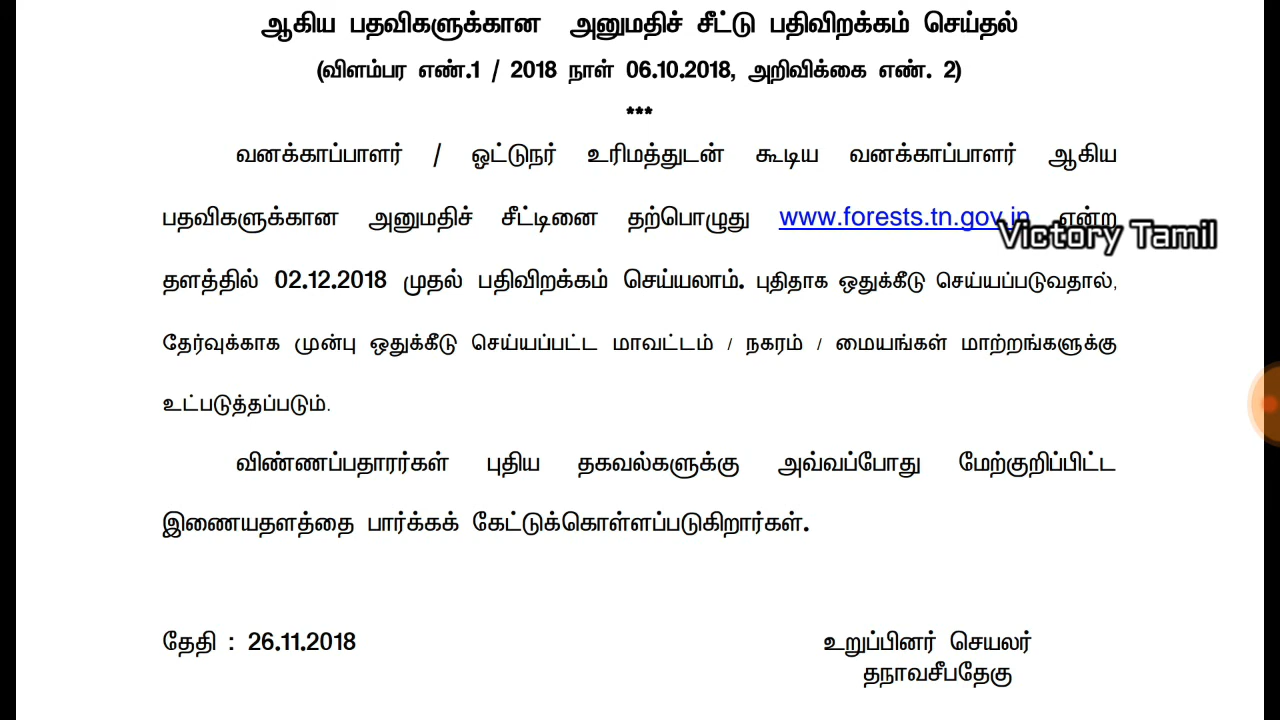 ஆகிய பதவிகளுக்கான அனுமதிச் சீட்டு பதிவிறக்கம் செய்தல்
(விளம்பர எண்.1 / 2018 நாள் 06.10.2018, அறிவிக்கை எண். 2)
***
வனக்காப்பாளர் / ஓட்டுநர் உரிமத்துடன் கூடிய வனக்காப்பாளர் ஆகிய
பதவிகளுக்கான அனுமதிச் சீட்டினை தற்பொழுது www.forests.tn.gov.in என்ற
Victory Tamil
தளத்தில் 02.12.2018 முதல் பதிவிறக்கம் செய்யலாம். புதிதாக ஒதுக்கீடு செய்யப்படுவதால்,
தேர்வுக்காக முன்பு ஒதுக்கீடு செய்யப்பட்ட மாவட்டம் / நகரம் / மையங்கள் மாற்றங்களுக்கு
உட்படுத்தப்படும்.
விண்ணப்பதாரர்கள் புதிய தகவல்களுக்கு அவ்வப்போது மேற்குறிப்பிட்ட
இணையதளத்தை பார்க்கக் கேட்டுக்கொள்ளப்படுகிறார்கள்.
தேதி : 26.11.2018
உறுப்பினர் செயலர்
தநாவசீபதேகு